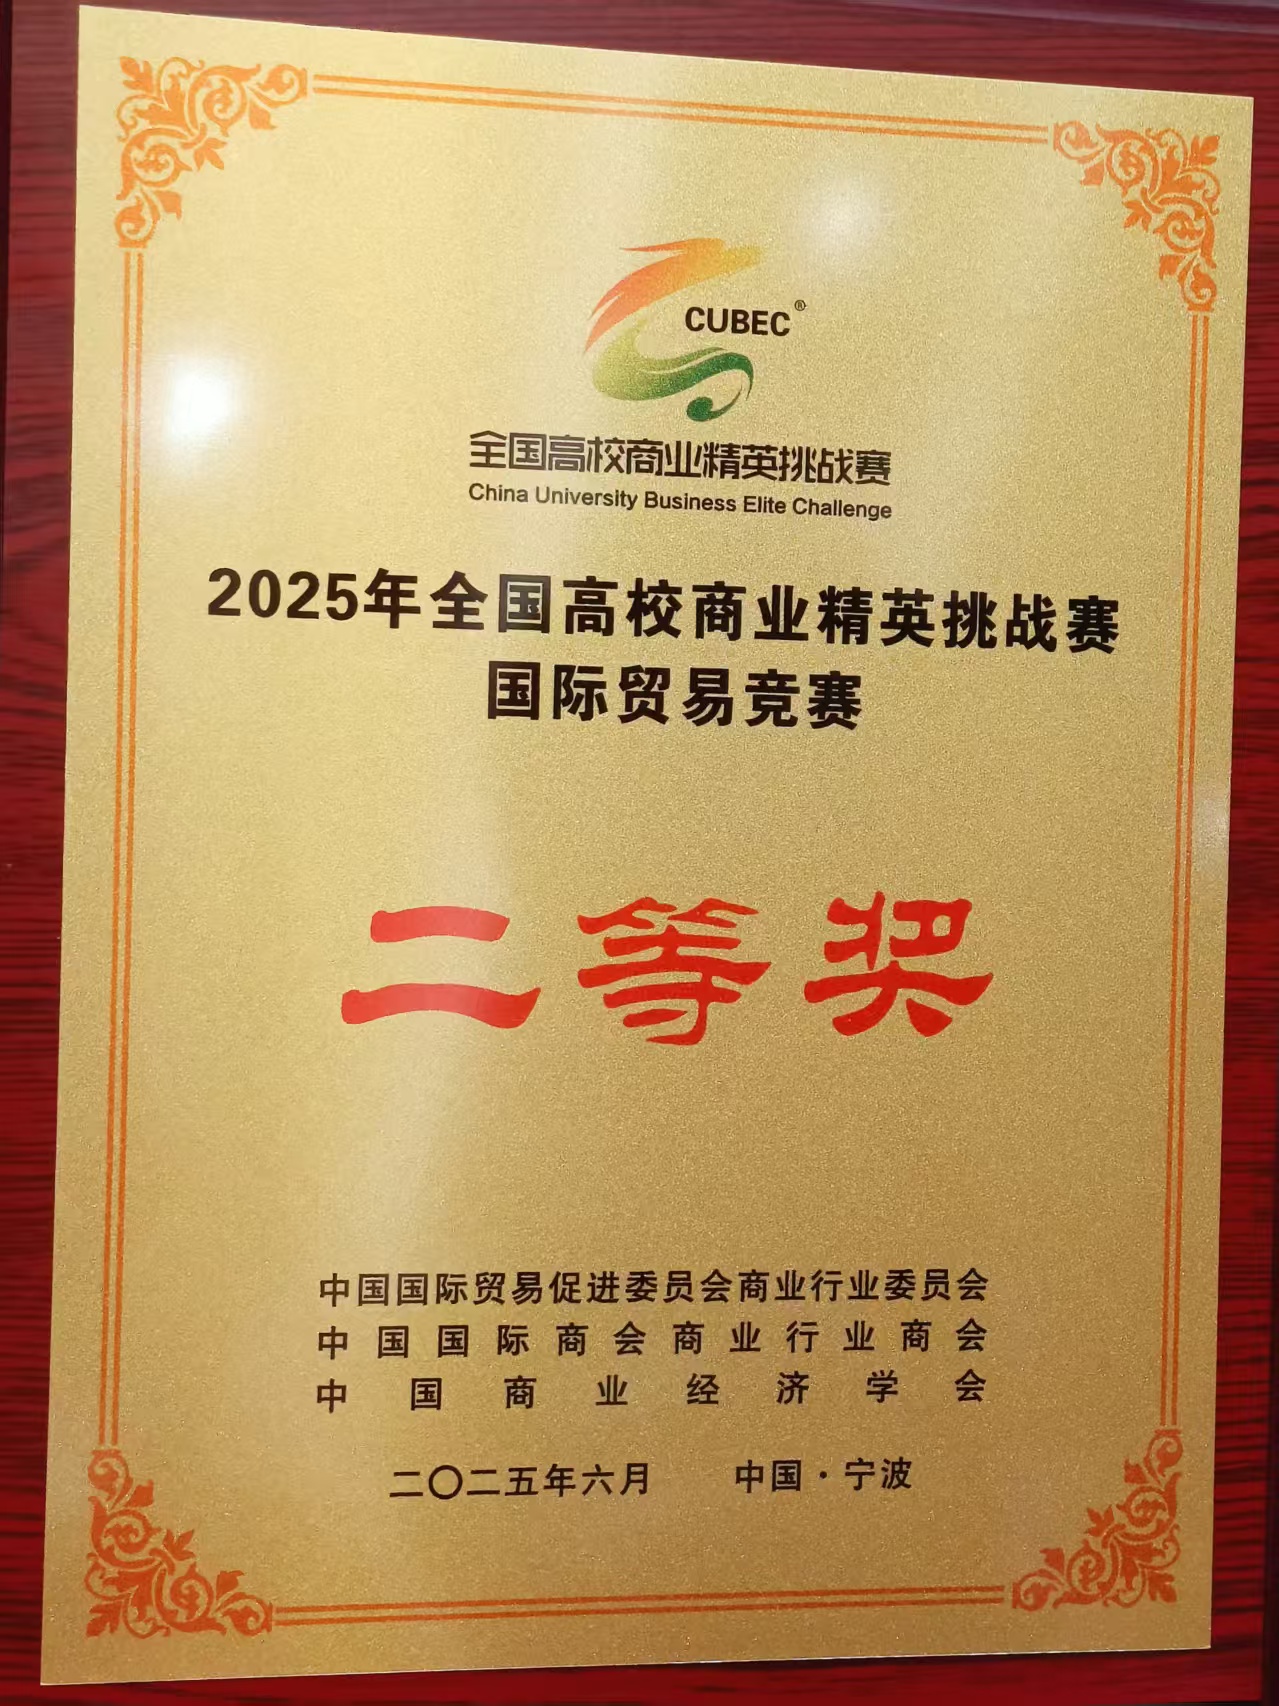 CUBEC®
全国高校商业精英挑战赛
China University Business Elite Challenge
2025年全国高校商业精英挑战赛
国际贸易竞赛
二等奖
中国国际贸易促进委员会商业行业委员会
中国国际商会商业行业商会
中国商业经济学会
二〇二五年六月 中国·宁波